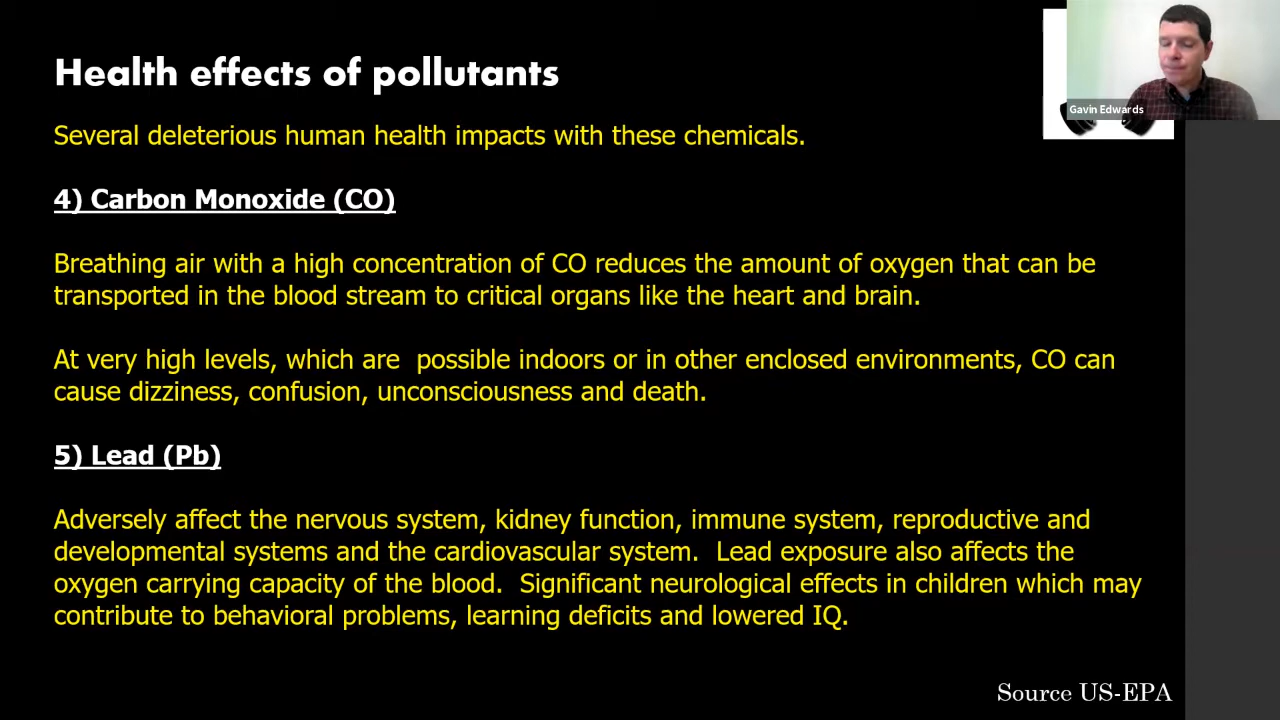 Health effects of pollutants
Gavin Edwards
Several deleterious human health impacts with these chemicals.
4) Carbon Monoxide (CO)
Breathing air with a high concentration of CO reduces the amount of oxygen that can be
transported in the blood stream to critical organs like the heart and brain.
At very high levels, which are  possible indoors or in other enclosed environments, CO can
cause dizziness, confusion, unconsciousness and death.
5) Lead (Pb)
Adversely affect the nervous system, kidney function, immune system, reproductive and
developmental systems and the cardiovascular system.  Lead exposure also affects the
oxygen carrying capacity of the blood.  Significant neurological effects in children which may
contribute to behavioral problems, learning deficits and lowered IQ.
Source US-EPA